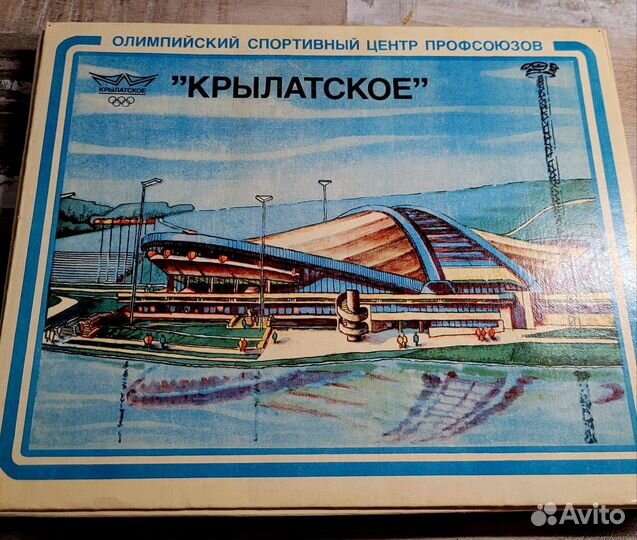 ОЛИМПИЙСКИЙ СПОРТИВНЫЙ ЦЕНТР ПРОФСОЮЗОВ
КРЫЛАТСКОЕ
"КРЫЛАТСКОЕ"
Avito